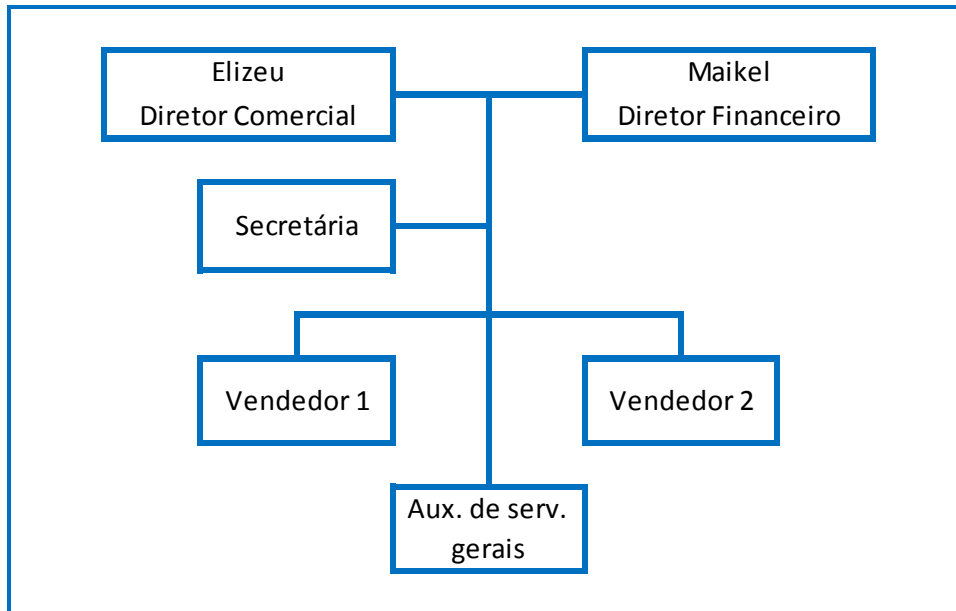 Elizeu
Diretor Comercial
Maikel
Diretor Financeiro
Secretária
Vendedor 1
Vendedor 2
Aux. de serv.
gerais